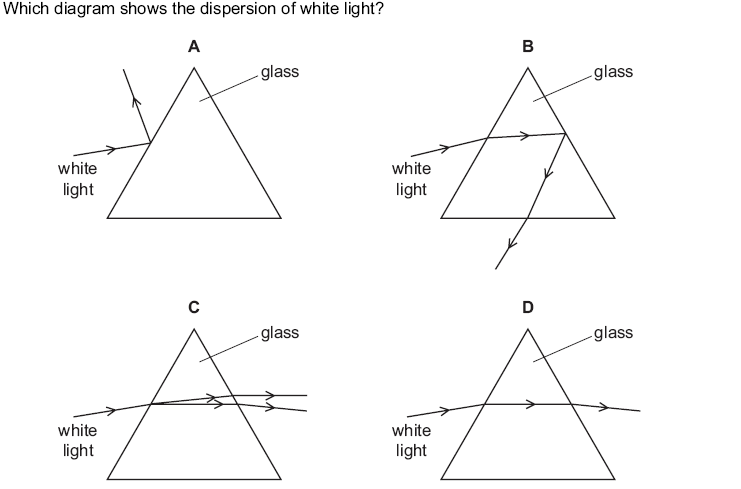 Which diagram shows the dispersion of white light?
A
glass
white
light
B
glass
white
light
C
glass
white
light
D
glass
white
light